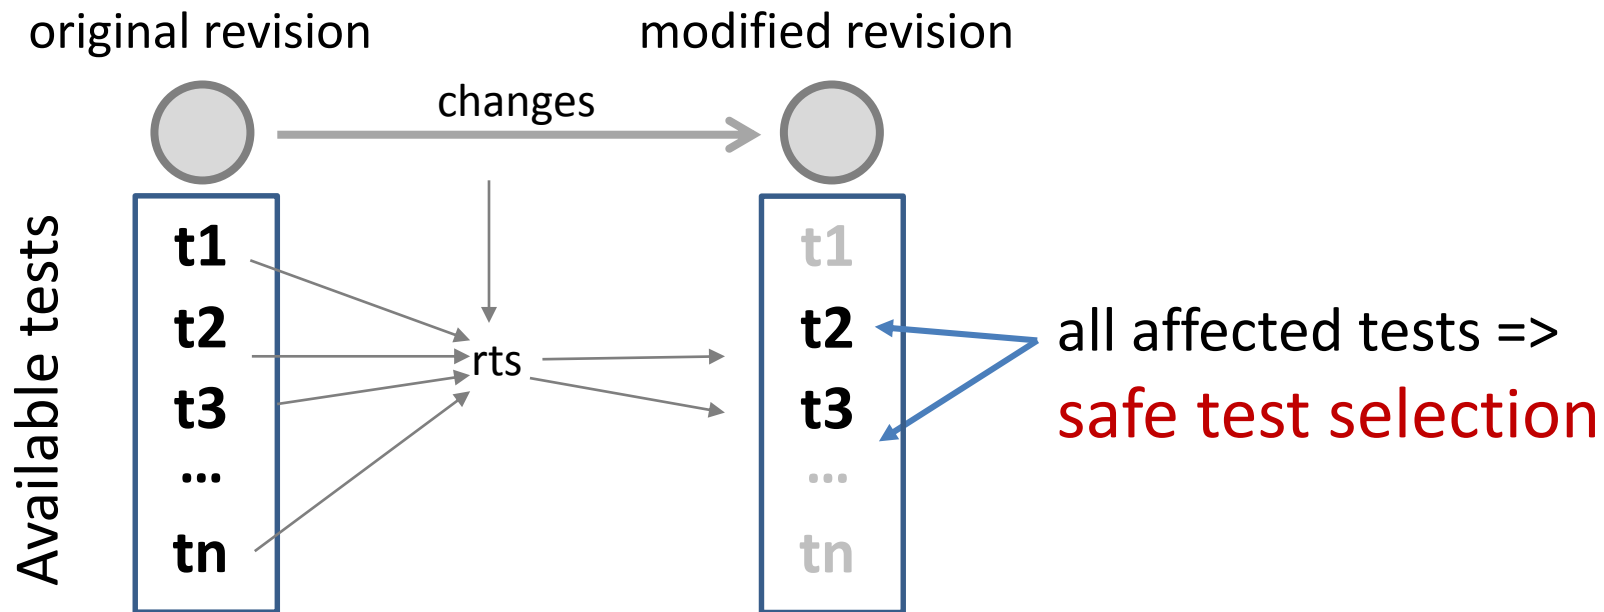 original revision
modified revision
changes
Available tests
t1
t2
t3
...
tn
rts
t1
t2
t3
...
tn
all affected tests =>
safe test selection